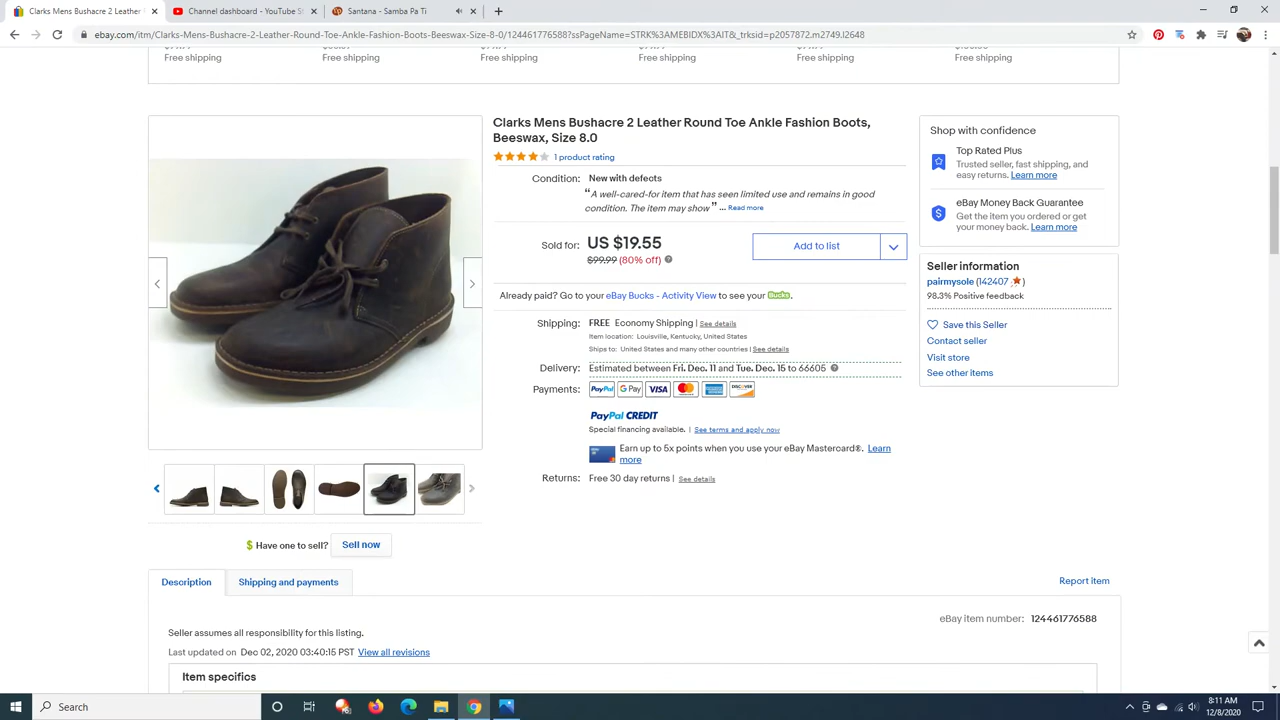 Clarks Mens Bushacre 2 Leather
Channel dashboard - YouTube S
Santana - Samba Pa Ti
ebay.com/itm/Clarks-Mens-Bushacre-2-Leather-Round-Toe-Ankle-Fashion-Boots-Beeswax-Size-8-0/124461776588?ssPageName=STRK%3AMEBIDX%3AIT&_trksid=p2057872.m2749.l2648
Free shipping
Free shipping
Free shipping
Free shipping
Free shipping
Free shipping
Clarks Mens Bushacre 2 Leather Round Toe Ankle Fashion Boots,
Beeswax, Size 8.0
1 product rating
Condition: New with defects
“A well-cared-for item that has seen limited use and remains in good
condition. The item may show ” ... Read more
Sold for: US $19.55
Add to list
$99.99 (80% off)
Already paid? Go to your eBay Bucks - Activity View to see your Bucks.
Shipping: FREE Economy Shipping | See details
Item location: Louisville, Kentucky, United States
Ships to: United States and many other countries | See details
Delivery: Estimated between Fri. Dec. 11 and Tue. Dec. 15 to 66605
Payments: PayPal G Pay VISA
DISCOVER
PayPal CREDIT
Special financing available. | See terms and apply now
Earn up to 5x points when you use your eBay Mastercard®. Learn
more
Returns: Free 30 day returns | See details
Shop with confidence
Top Rated Plus
Trusted seller, fast shipping, and
easy returns. Learn more
eBay Money Back Guarantee
Get the item you ordered or get
your money back. Learn more
Seller information
pairmysole (142407 )
98.3% Positive feedback
Save this Seller
Contact seller
Visit store
See other items
$ Have one to sell? Sell now
Description
Shipping and payments
Report item
eBay item number: 124461776588
Seller assumes all responsibility for this listing.
Last updated on Dec 02, 2020 03:40:15 PST View all revisions
Item specifics
Search
8:11 AM
12/8/2020